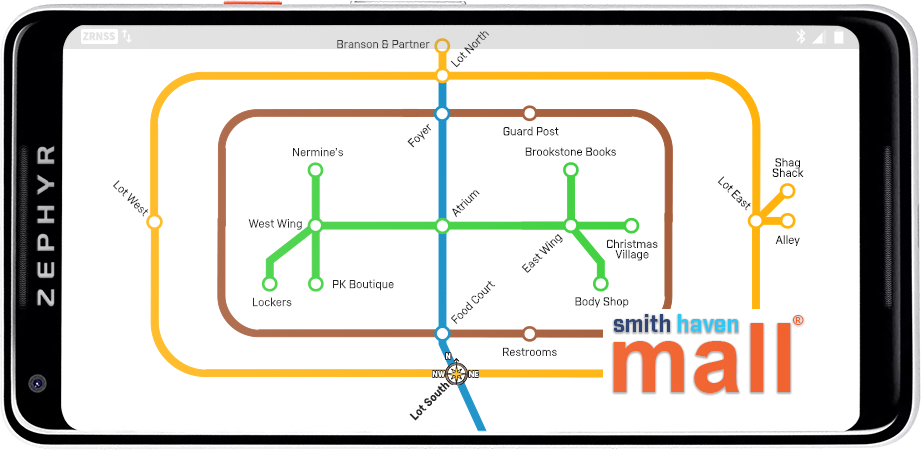 ZRNSS
Branson & Partner
Lot North
Foyer
Guard Post
Nermine's
Brookstone Books
Shag
Shack
Lot West
Lot East
Atrium
West Wing
East Wing
Christmas
Village
Alley
Lockers
PK Boutique
Body Shop
Food Court
Restrooms
N
NW
NE
Lot South
smith haven
mall®
ZEPHYR